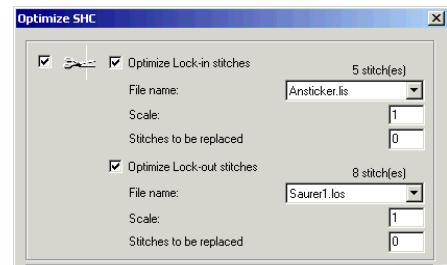 Optimize SHC
Optimize Lock-in stitches 5 stitch(es)
File name: Ansticker.lis
Scale: 1
Stitches to be replaced 0
Optimize Lock-out stitches 8 stitch(es)
File name: Saurer1.los
Scale: 1
Stitches to be replaced 0